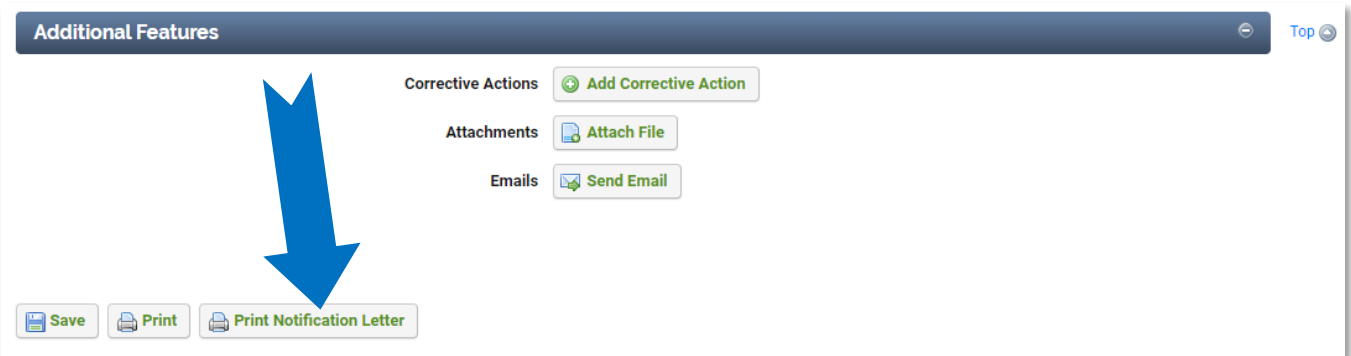 Additional Features
Top
Corrective Actions Add Corrective Action
Attachments Attach File
Emails Send Email
Save Print Print Notification Letter